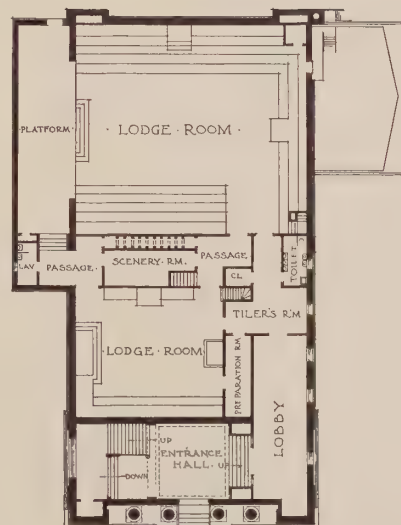 PLATFORM·
·LODGE·ROOM·
LAV
PASSAGE·
SCENERY·RM.
PASSAGE
CL
TOILET
TILER'S R'M
·LODGE·ROOM·
PREPARATION RM
LOBBY
UP
ENTRANCE
HALL·UP
DOWN